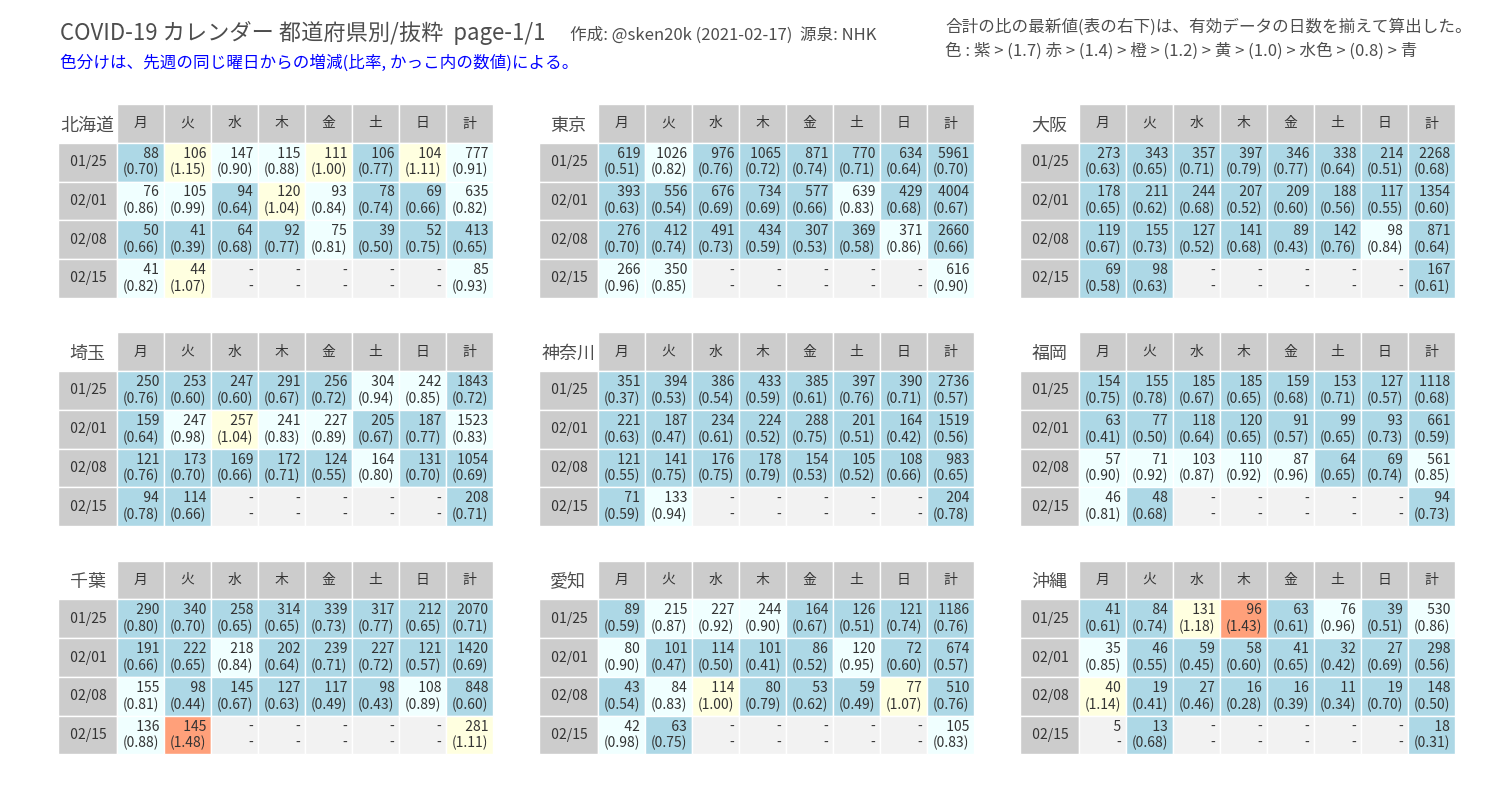 COVID-19 カレンダー 都道府県別/抜粋 page-1/1 作成: @sken20k (2021-02-17) 源泉: NHK
合計の比の最新値(表の右下)は、有効データの日数を揃えて算出した。
色分けは、先週の同じ曜日からの増減(比率, かっこ内の数値)による。
色 : 紫 > (1.7) 赤 > (1.4) 橙 > (1.2) 黄 > (1.0) > 水色 > (0.8) > 青
北海道 月 火 水 木 金 土 日 計
01/25 88 106 147 115 111 106 104 777
(0.70) (1.15) (0.90) (0.88) (1.00) (0.77) (1.11) (0.91)
02/01 76 105 94 120 93 78 69 635
(0.86) (0.99) (0.64) (1.04) (0.84) (0.74) (0.66) (0.82)
02/08 50 41 64 92 75 39 52 413
(0.66) (0.39) (0.68) (0.77) (0.81) (0.50) (0.75) (0.65)
02/15 41 44 - - - - - 85
(0.82) (1.07) - - - - - (0.93)
東京 月 火 水 木 金 土 日 計
01/25 619 1026 976 1065 871 770 634 5961
(0.51) (0.82) (0.76) (0.72) (0.74) (0.71) (0.64) (0.70)
02/01 393 556 676 734 577 639 429 4004
(0.63) (0.54) (0.69) (0.69) (0.66) (0.83) (0.68) (0.67)
02/08 276 412 491 434 307 369 371 2660
(0.70) (0.74) (0.73) (0.59) (0.53) (0.58) (0.86) (0.66)
02/15 266 350 - - - - - 616
(0.96) (0.85) - - - - - (0.90)
大阪 月 火 水 木 金 土 日 計
01/25 273 343 357 397 346 338 214 2268
(0.63) (0.65) (0.71) (0.79) (0.77) (0.64) (0.51) (0.68)
02/01 178 211 244 207 209 188 117 1354
(0.65) (0.62) (0.68) (0.52) (0.60) (0.56) (0.55) (0.60)
02/08 119 155 127 141 89 142 98 871
(0.67) (0.73) (0.52) (0.68) (0.43) (0.76) (0.84) (0.64)
02/15 69 98 - - - - - 167
(0.58) (0.63) - - - - - (0.61)
埼玉 月 火 水 木 金 土 日 計
01/25 250 253 247 291 256 304 242 1843
(0.76) (0.60) (0.60) (0.67) (0.72) (0.94) (0.85) (0.72)
02/01 159 247 257 241 227 205 187 1523
(0.64) (0.98) (1.04) (0.83) (0.89) (0.67) (0.77) (0.83)
02/08 121 173 169 172 124 164 131 1054
(0.76) (0.70) (0.66) (0.71) (0.55) (0.80) (0.70) (0.69)
02/15 94 114 - - - - - 208
(0.78) (0.66) - - - - - (0.71)
神奈川 月 火 水 木 金 土 日 計
01/25 351 394 386 433 385 397 390 2736
(0.37) (0.53) (0.54) (0.59) (0.61) (0.76) (0.71) (0.57)
02/01 221 187 234 224 288 201 164 1519
(0.63) (0.47) (0.61) (0.52) (0.75) (0.51) (0.42) (0.56)
02/08 121 141 176 178 154 105 108 983
(0.55) (0.75) (0.75) (0.79) (0.53) (0.52) (0.66) (0.65)
02/15 71 133 - - - - - 204
(0.59) (0.94) - - - - - (0.78)
福岡 月 火 水 木 金 土 日 計
01/25 154 155 185 185 159 153 127 1118
(0.75) (0.78) (0.67) (0.65) (0.68) (0.71) (0.57) (0.68)
02/01 63 77 118 120 91 99 93 661
(0.41) (0.50) (0.64) (0.65) (0.57) (0.65) (0.73) (0.59)
02/08 57 71 103 110 87 64 69 561
(0.90) (0.92) (0.87) (0.92) (0.96) (0.65) (0.74) (0.85)
02/15 46 48 - - - - - 94
(0.81) (0.68) - - - - - (0.73)
千葉 月 火 水 木 金 土 日 計
01/25 290 340 258 314 339 317 212 2070
(0.80) (0.70) (0.65) (0.65) (0.73) (0.77) (0.65) (0.71)
02/01 191 222 218 202 239 227 121 1420
(0.66) (0.65) (0.84) (0.64) (0.71) (0.72) (0.57) (0.69)
02/08 155 98 145 127 117 98 108 848
(0.81) (0.44) (0.67) (0.63) (0.49) (0.43) (0.89) (0.60)
02/15 136 145 - - - - - 281
(0.88) (1.48) - - - - - (1.11)
愛知 月 火 水 木 金 土 日 計
01/25 89 215 227 244 164 126 121 1186
(0.59) (0.87) (0.92) (0.90) (0.67) (0.51) (0.74) (0.76)
02/01 80 101 114 101 86 120 72 674
(0.90) (0.47) (0.50) (0.41) (0.52) (0.95) (0.60) (0.57)
02/08 43 84 114 80 53 59 77 510
(0.54) (0.83) (1.00) (0.79) (0.62) (0.49) (1.07) (0.76)
02/15 42 63 - - - - - 105
(0.98) (0.75) - - - - - (0.83)
沖縄 月 火 水 木 金 土 日 計
01/25 41 84 131 96 63 76 39 530
(0.61) (0.74) (1.18) (1.43) (0.61) (0.96) (0.51) (0.86)
02/01 35 46 59 58 41 32 27 298
(0.85) (0.55) (0.45) (0.60) (0.65) (0.42) (0.69) (0.56)
02/08 40 19 27 16 16 11 19 148
(1.14) (0.41) (0.46) (0.28) (0.39) (0.34) (0.70) (0.50)
02/15 5 13 - - - - - 18
- (0.68) - - - - - (0.31)